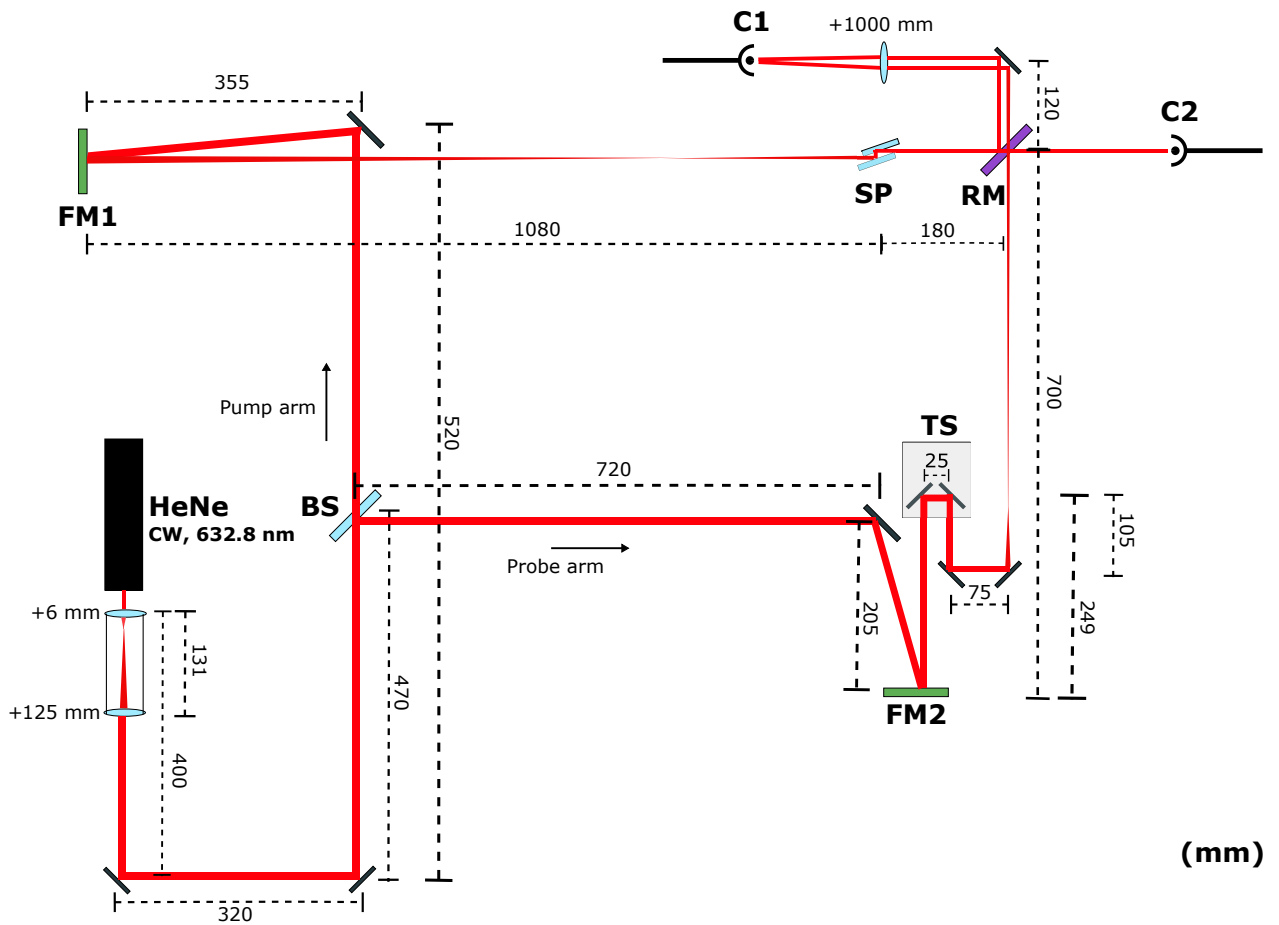 C1
+1000 mm
355
120
C2
FM1
SP
RM
1080
180
Pump arm
520
700
TS
25
720
HeNe
CW, 632.8 nm
BS
105
Probe arm
+6 mm
75
205
249
131
470
+125 mm
FM2
400
(mm)
320